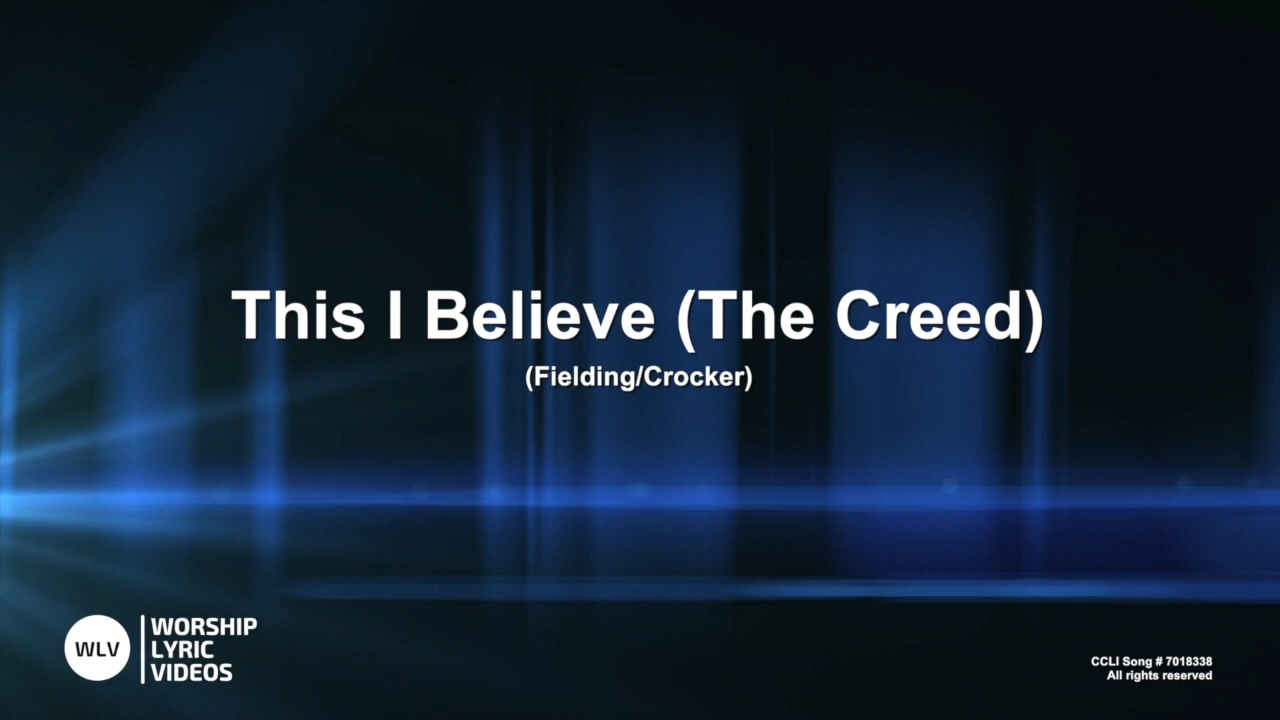 This I Believe (The Creed)
(Fielding/Crocker)
WLV
WORSHIP
LYRIC
VIDEOS
CCLI Song # 7018338
All rights reserved